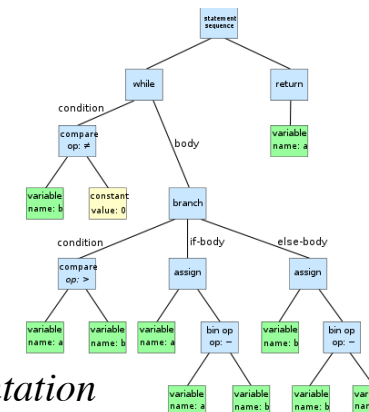 statement
sequence
while
return
condition
compare
op: ≠
body
variable
name: a
variable
name: b
constant
value: 0
branch
condition
if-body
else-body
compare
op: >
assign
assign
variable
name: a
variable
name: b
variable
name: a
bin op
op: −
variable
name: b
bin op
op: −
variable
name: a
variable
name: b
variable
name: b